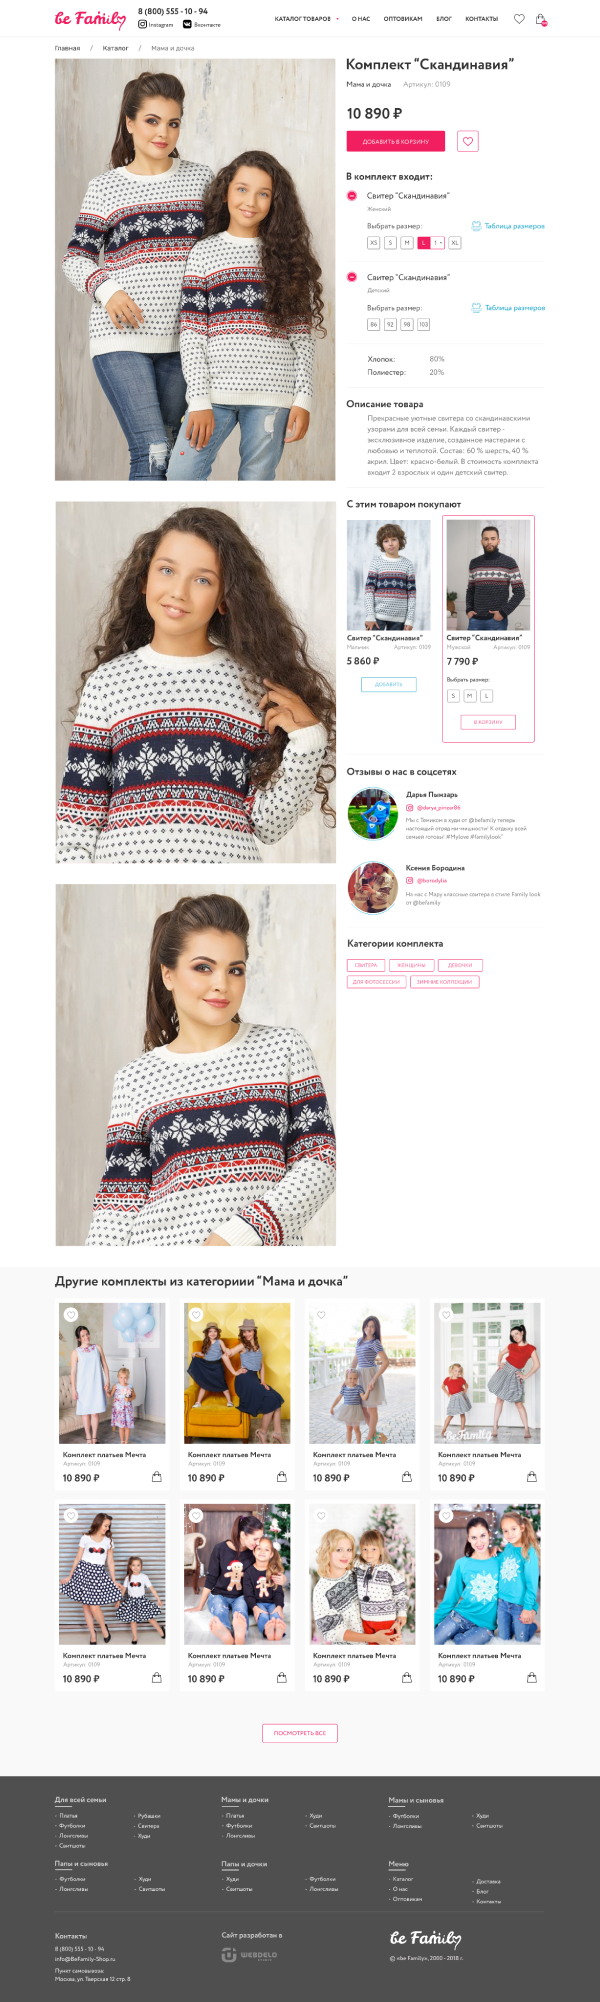 be Family
8 (800) 555 - 10 - 94
Instagram
Вконтакте
КАТАЛОГ ТОВАРОВ
О НАС
ОПТОВИКАМ
БЛОГ
КОНТАКТЫ
Главная / Каталог / Мама и дочка
Комплект “Скандинавия”
Мама и дочка Артикул: 0109
10 890 ₽
ДОБАВИТЬ В КОРЗИНУ
В комплект входит:
Свитер “Скандинавия”
Женский
Выбрать размер:
Таблица размеров
XS S M L 1 XL
Свитер “Скандинавия”
Детский
Выбрать размер:
Таблица размеров
86 92 98 103
Хлопок: 80%
Полиестер: 20%
Описание товара
Прекрасные уютные свитера со скандинавскими
узорами для всей семьи. Каждый свитер -
эксклюзивное изделие, созданное мастерами с
любовью и теплотой. Состав: 60 % шерсть, 40 %
акрил. Цвет: красно-белый. В стоимость комплекта
входит 2 взрослых и один детский свитер.
С этим товаром покупают
Свитер “Скандинавия”
Мальчик Артикул: 0109
5 860 ₽
ДОБАВИТЬ
Свитер “Скандинавия”
Мужской Артикул: 0109
7 790 ₽
Выбрать размер:
S M L
В КОРЗИНУ
Отзывы о нас в соцсетях
Дарья Пынзарь
@darya_pinzar86
Мы с Тёмиком в худи от @befamily теперь
настоящий отряд ми-мишности! К отдыху всей
семьей готовы! #Mylove #familylook”
Ксения Бородина
@borodylia
На нас с Мару классные свитера в стиле Family look
от @befamily
Категории комплекта
СВИТЕРА
ЖЕНЩИНЫ
ДЕВОЧКИ
ДЛЯ ФОТОСЕССИИ
ЗИМНИЕ КОЛЛЕКЦИИ
Другие комплекты из категориии “Мама и дочка”
BeFamily
Комплект платьев Мечта
Артикул: 0109
10 890 ₽
Комплект платьев Мечта
Артикул: 0109
10 890 ₽
Комплект платьев Мечта
Артикул: 0109
10 890 ₽
Комплект платьев Мечта
Артикул: 0109
10 890 ₽
Комплект платьев Мечта
Артикул: 0109
10 890 ₽
Комплект платьев Мечта
Артикул: 0109
10 890 ₽
Комплект платьев Мечта
Артикул: 0109
10 890 ₽
Комплект платьев Мечта
Артикул: 0109
10 890 ₽
ПОСМОТРЕТЬ ВСЕ
Для всей семьи
- Платья
- Футболки
- Лонгсливы
- Свитшоты
- Рубашки
- Свитера
- Худи
Мамы и дочки
- Платья
- Футболки
- Лонгсливы
- Худи
- Свитшоты
Мамы и сыновья
- Футболки
- Лонгсливы
- Худи
- Свитшоты
Папы и сыновья
- Футболки
- Лонгсливы
- Худи
- Свитшоты
Папы и дочки
- Худи
- Свитшоты
- Футболки
- Лонгсливы
Меню
- Каталог
- О нас
- Оптовикам
- Доставка
- Блог
- Контакты
Контакты
8 (800) 555 - 10 - 94
info@BeFamily-Shop.ru
Пункт самовывоза:
Москва, ул. Тверская 12 стр. 8
Сайт разработан в
WEBDELO
be Family
© «be Family», 2000 - 2018 г.